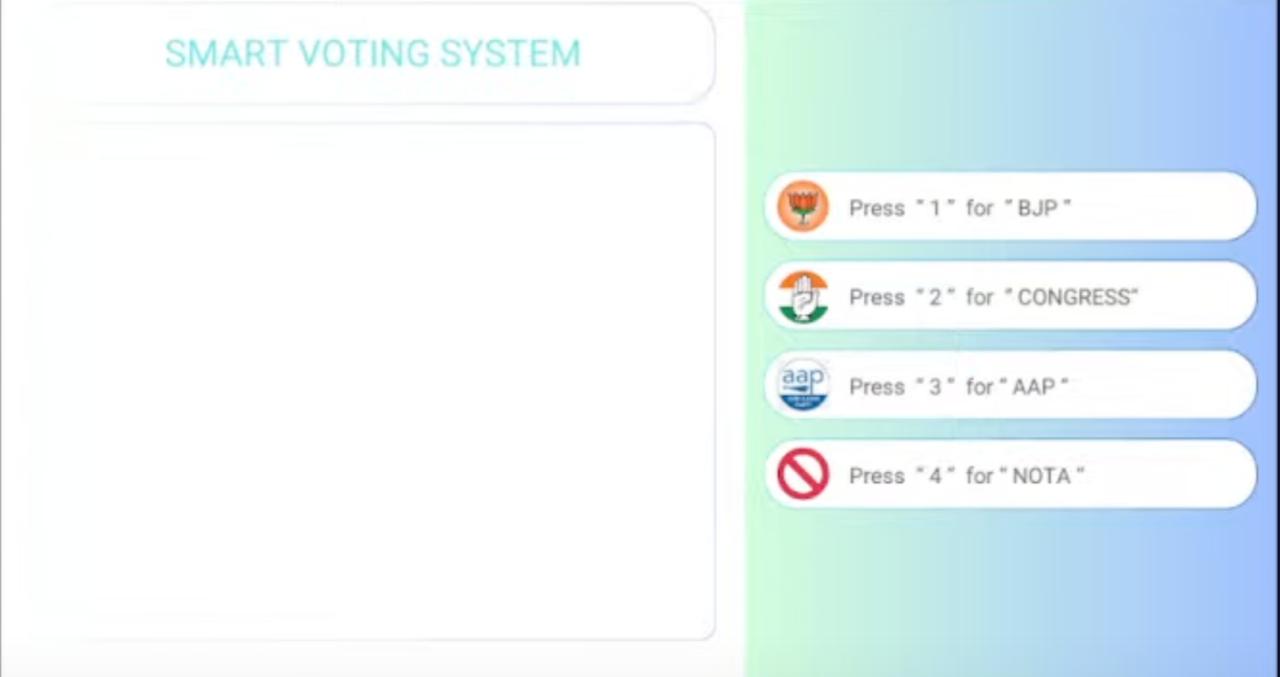 SMART VOTING SYSTEM
Press "1" for "BJP"
Press "2" for "CONGRESS"
aap
Press "3" for "AAP"
Press "4" for "NOTA"